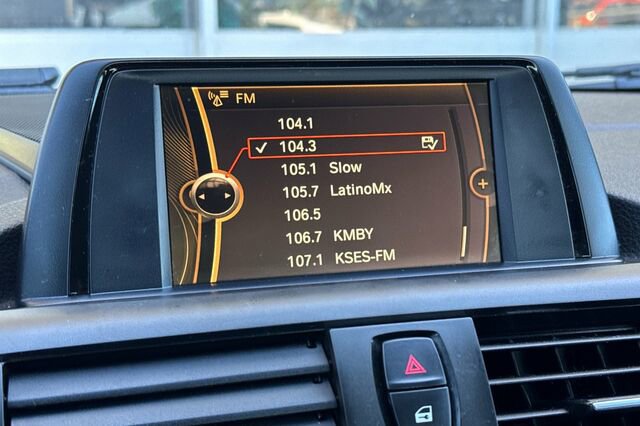 FM
104.1
104.3
105.1 Slow
105.7 LatinoMx
106.5
106.7 KMBY
107.1 KSES-FM